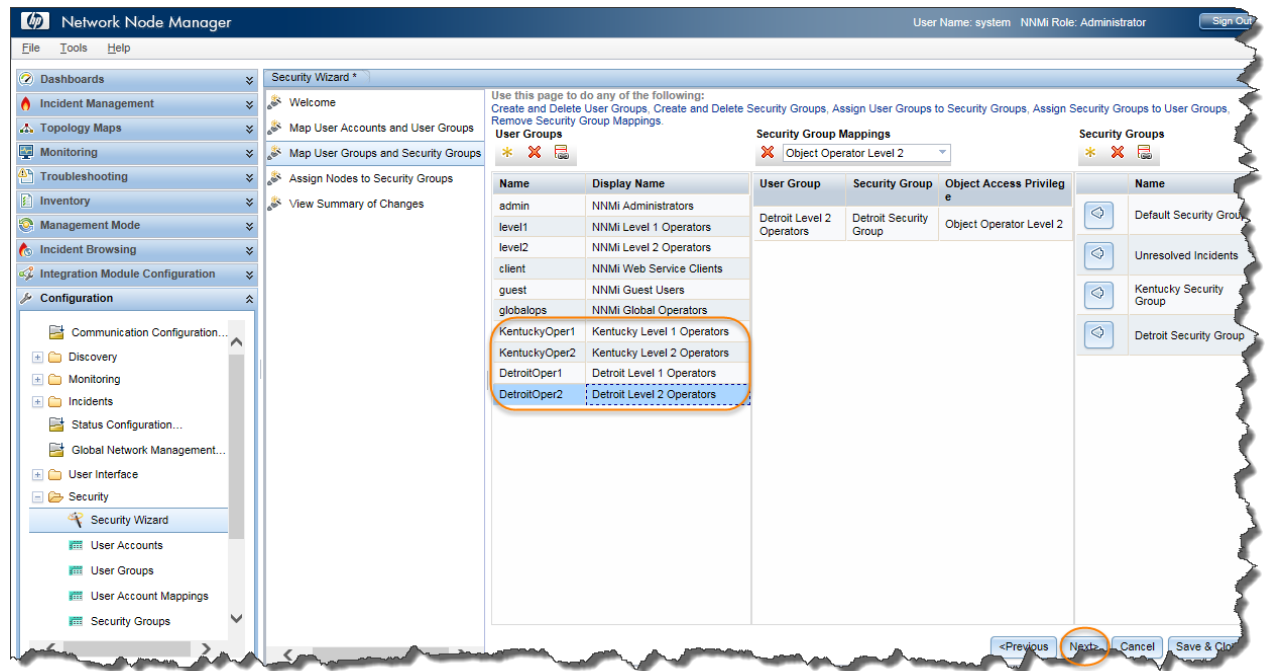 hp Network Node Manager
User Name: system NNMi Role: Administrator
Sign Out
File Tools Help
Dashboards
Incident Management
Topology Maps
Monitoring
Troubleshooting
Inventory
Management Mode
Incident Browsing
Integration Module Configuration
Configuration
Communication Configuration...
Discovery
Monitoring
Incidents
Status Configuration...
Global Network Management...
User Interface
Security
Security Wizard
User Accounts
User Groups
User Account Mappings
Security Groups
Security Wizard *
Welcome
Map User Accounts and User Groups
Map User Groups and Security Groups
Assign Nodes to Security Groups
View Summary of Changes
Use this page to do any of the following:
Create and Delete User Groups, Create and Delete Security Groups, Assign User Groups to Security Groups, Assign Security Groups to User Groups,
Remove Security Group Mappings.
User Groups
Name Display Name
admin NNMi Administrators
level1 NNMi Level 1 Operators
level2 NNMi Level 2 Operators
client NNMi Web Service Clients
guest NNMi Guest Users
globalops NNMi Global Operators
KentuckyOper1 Kentucky Level 1 Operators
KentuckyOper2 Kentucky Level 2 Operators
DetroitOper1 Detroit Level 1 Operators
DetroitOper2 Detroit Level 2 Operators
Security Group Mappings
Object Operator Level 2
User Group Security Group Object Access Privileg
e
Detroit Level 2 Detroit Security Object Operator Level 2
Operators Group
Security Groups
Name
Default Security Grou
Unresolved Incidents
Kentucky Security
Group
Detroit Security Group
<Previous Next> Cancel Save & Clo